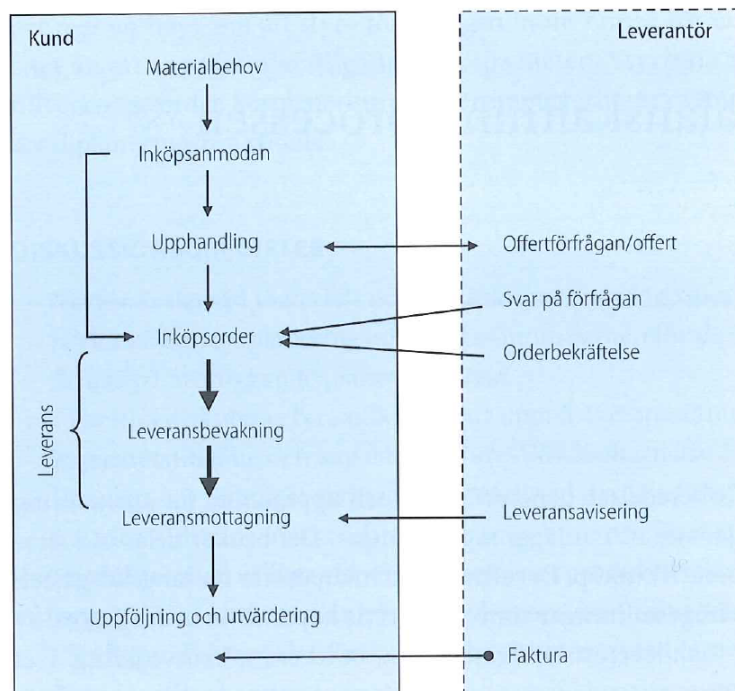 Kund
Leverantör
Materialbehov
Inköpsanmodan
Upphandling
Offertförfrågan/offert
Svar på förfrågan
Inköpsorder
Orderbekräftelse
Leverans
Leveransbevakning
Leveransmottagning
Leveransavisering
Uppföljning och utvärdering
Faktura